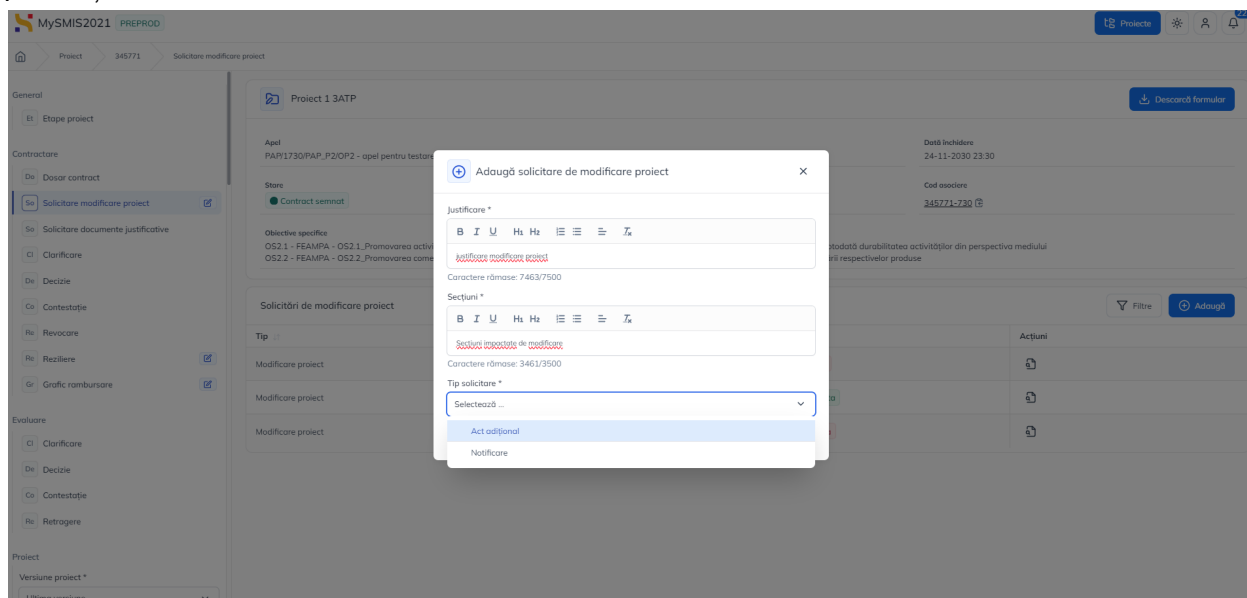 MySMIS2021 PREPROD
Proiecte
22
Proiect 345771 Solicitare modificare proiect
General
Et Etape proiect
Contractare
Do Dosar contract
So Solicitare modificare proiect
So Solicitare documente justificative
Cl Clarificare
De Decizie
Co Contestație
Re Revocare
Re Reziliere
Gr Grafic rambursare
Evaluare
Cl Clarificare
De Decizie
Co Contestație
Re Retragere
Proiect
Versiune proiect *
Ultima versiune
Proiect 1 3ATP
Descarcă formular
Apel
PAP/1730/PAP_P2/OP2 - apel pentru testare
Dată închidere
24-11-2030 23:30
Stare
Contract semnat
Cod asociere
345771-730
Obiective specifice
OS2.1 - FEAMPA - OS2.1_Promovarea activi
durabilitatea activităților din perspectiva mediului
OS2.2 - FEAMPA - OS2.2_Promovarea come
respectivelor produse
Solicitări de modificare proiect
Filtre
Adaugă
Tip
Acțiuni
Modificare proiect
Modificare proiect
Modificare proiect
Adaugă solicitare de modificare proiect
Justificare *
B I U H1 H2
justificare modificare proiect
Caractere rămase: 7463/7500
Secțiuni *
B I U H1 H2
Secțiuni impactate de modificare
Caractere rămase: 3461/3500
Tip solicitare *
Selectează ...
Act adițional
Notificare